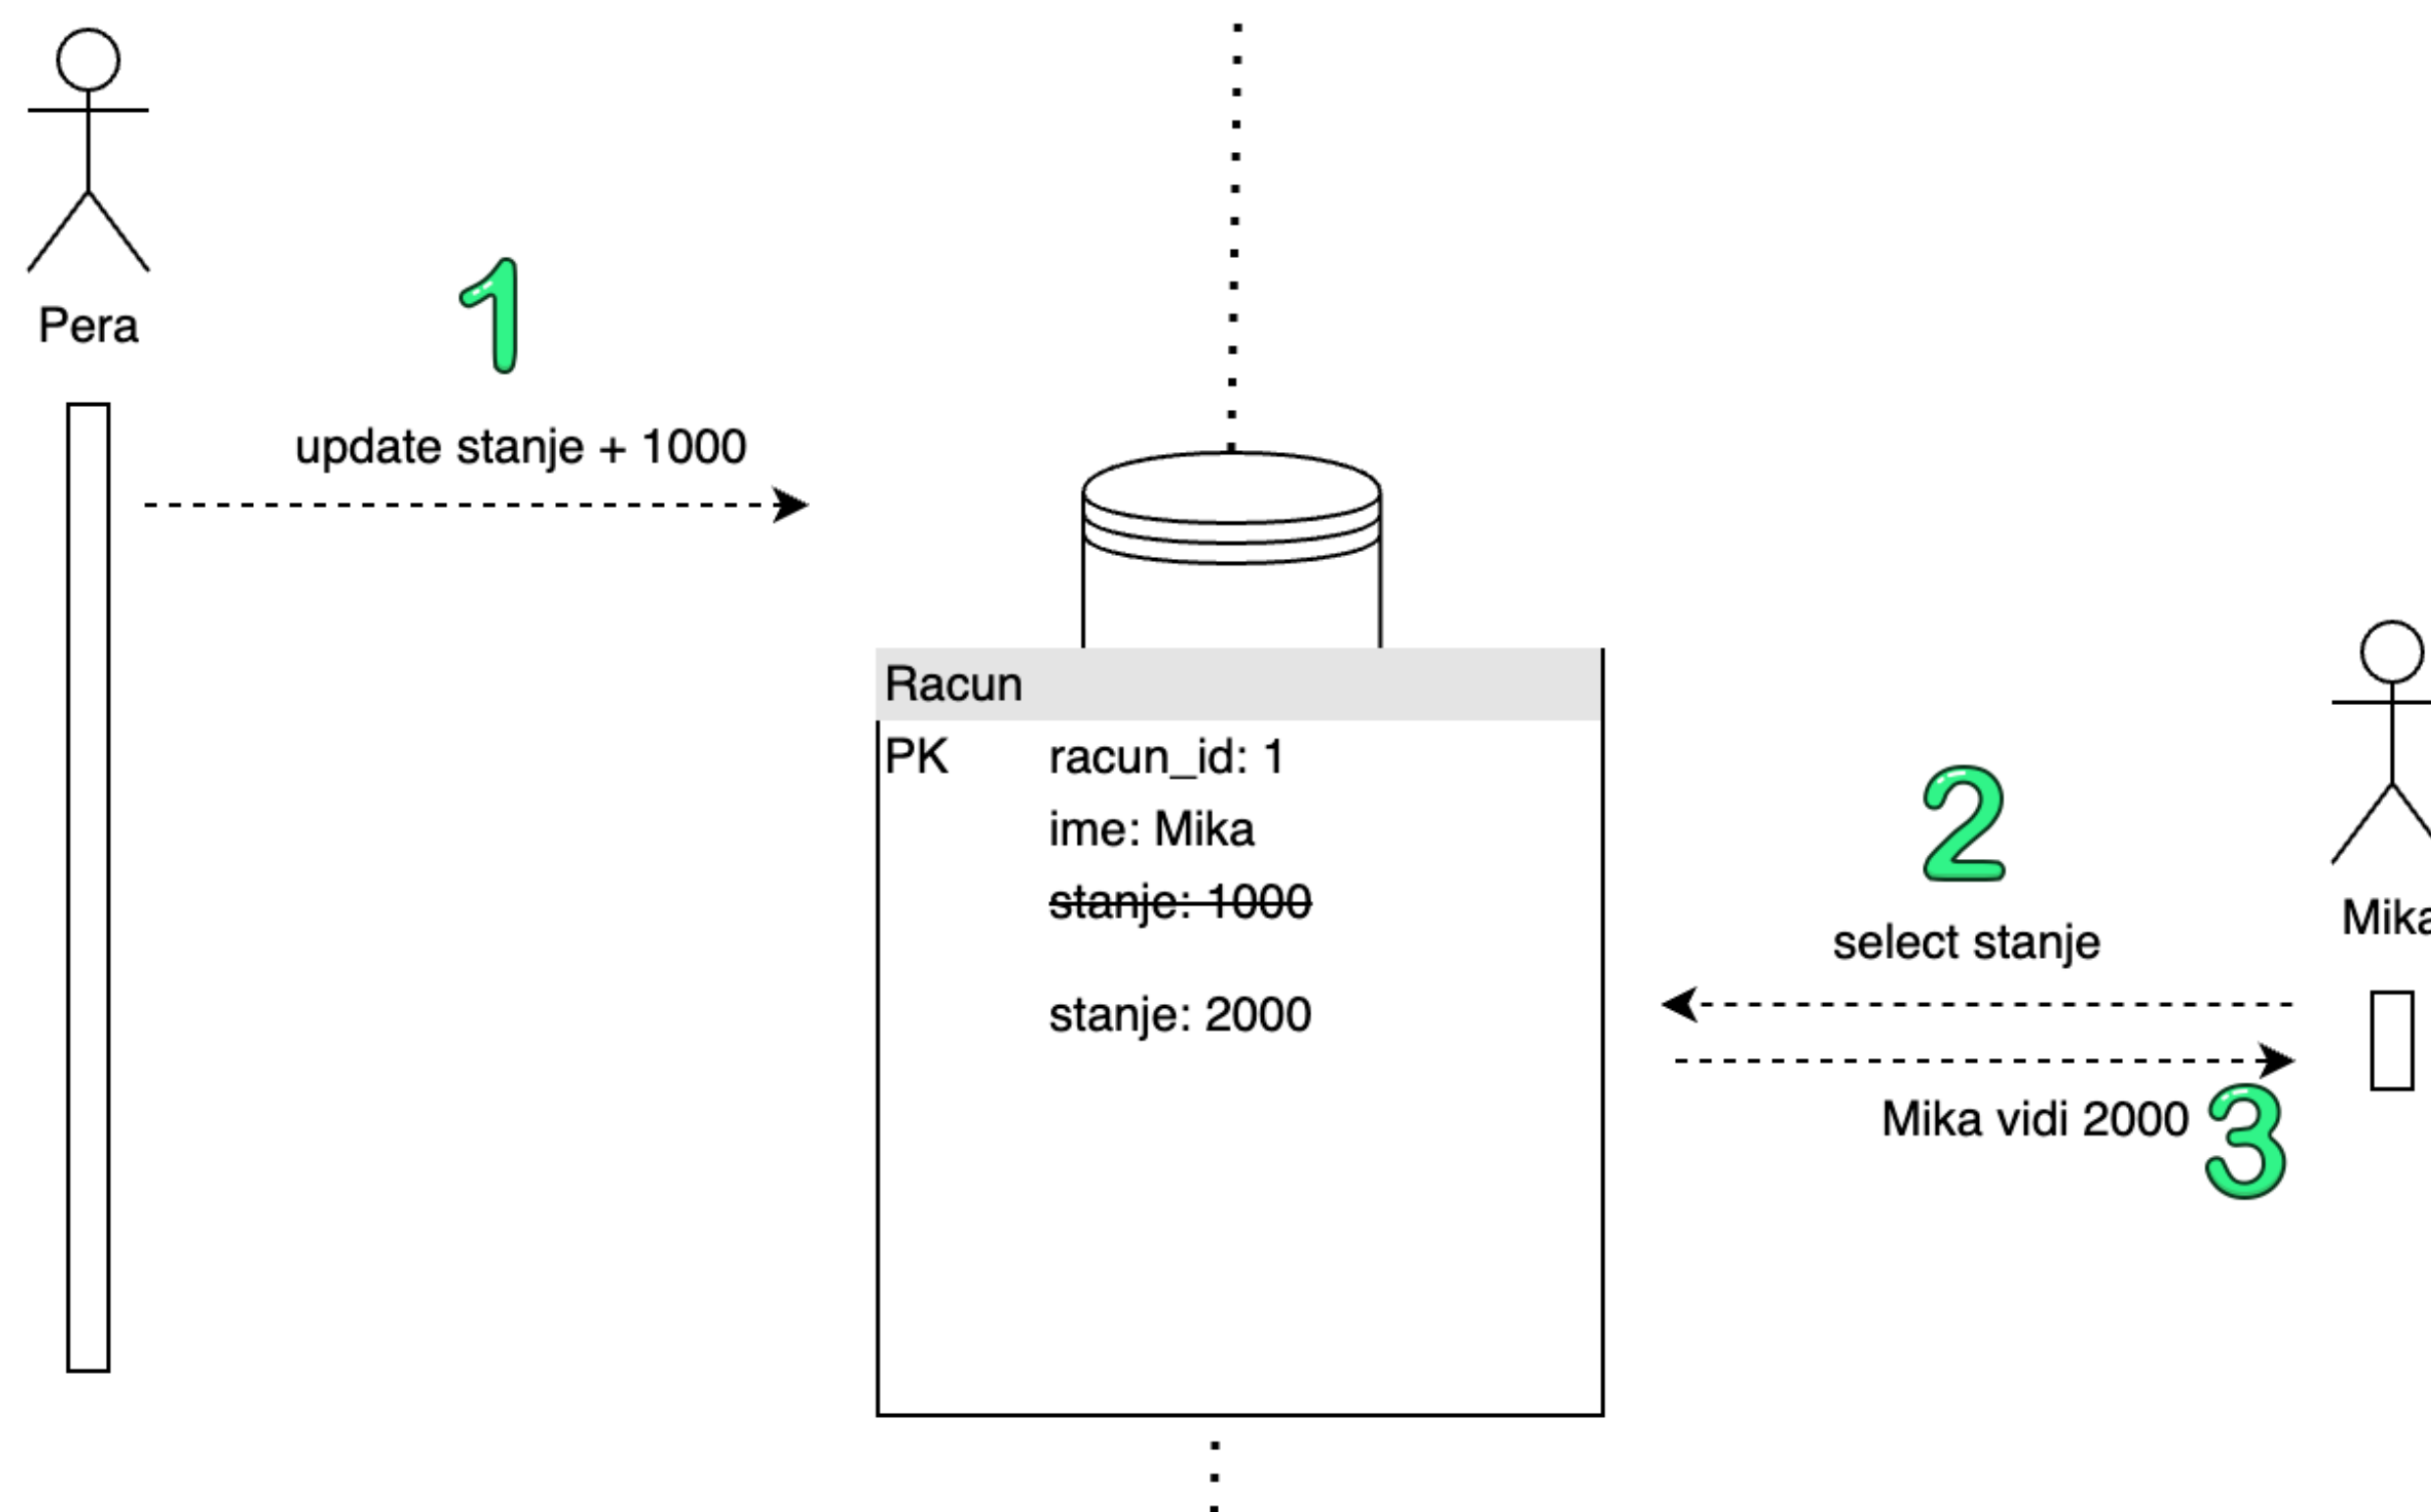 Pera
1
update stanje + 1000
Racun
PK racun_id: 1
ime: Mika
stanje: 1000
stanje: 2000
2
Mika
select stanje
Mika vidi 2000
3